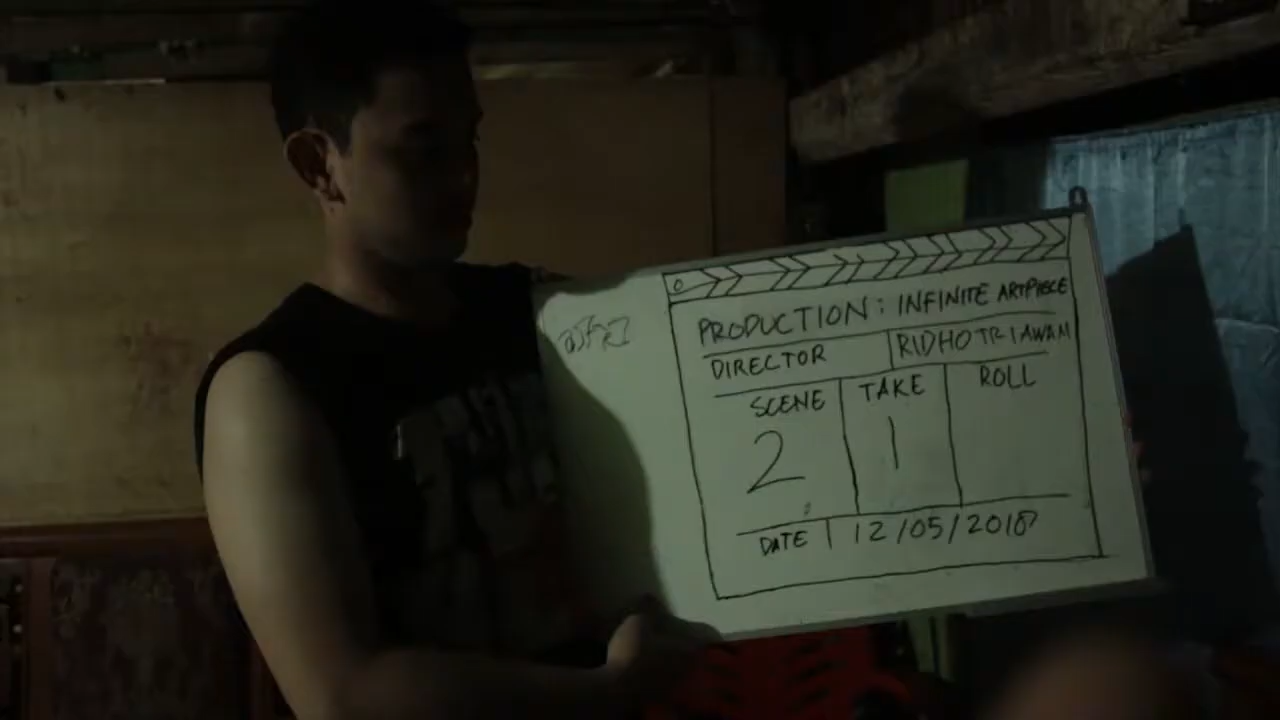 PRODUCTION : INFINITE ARTPIECE
DIRECTOR RIDHO TRIAWAN
SCENE TAKE ROLL
2 1
DATE 12/05/2018